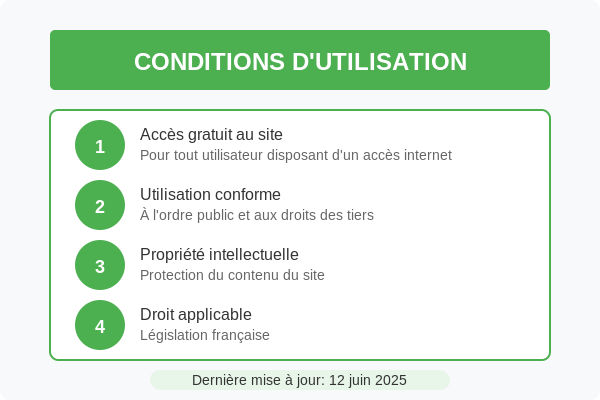 CONDITIONS D'UTILISATION
1
Accès gratuit au site
Pour tout utilisateur disposant d'un accès internet
2
Utilisation conforme
À l'ordre public et aux droits des tiers
3
Propriété intellectuelle
Protection du contenu du site
4
Droit applicable
Législation française
Dernière mise à jour: 12 juin 2025